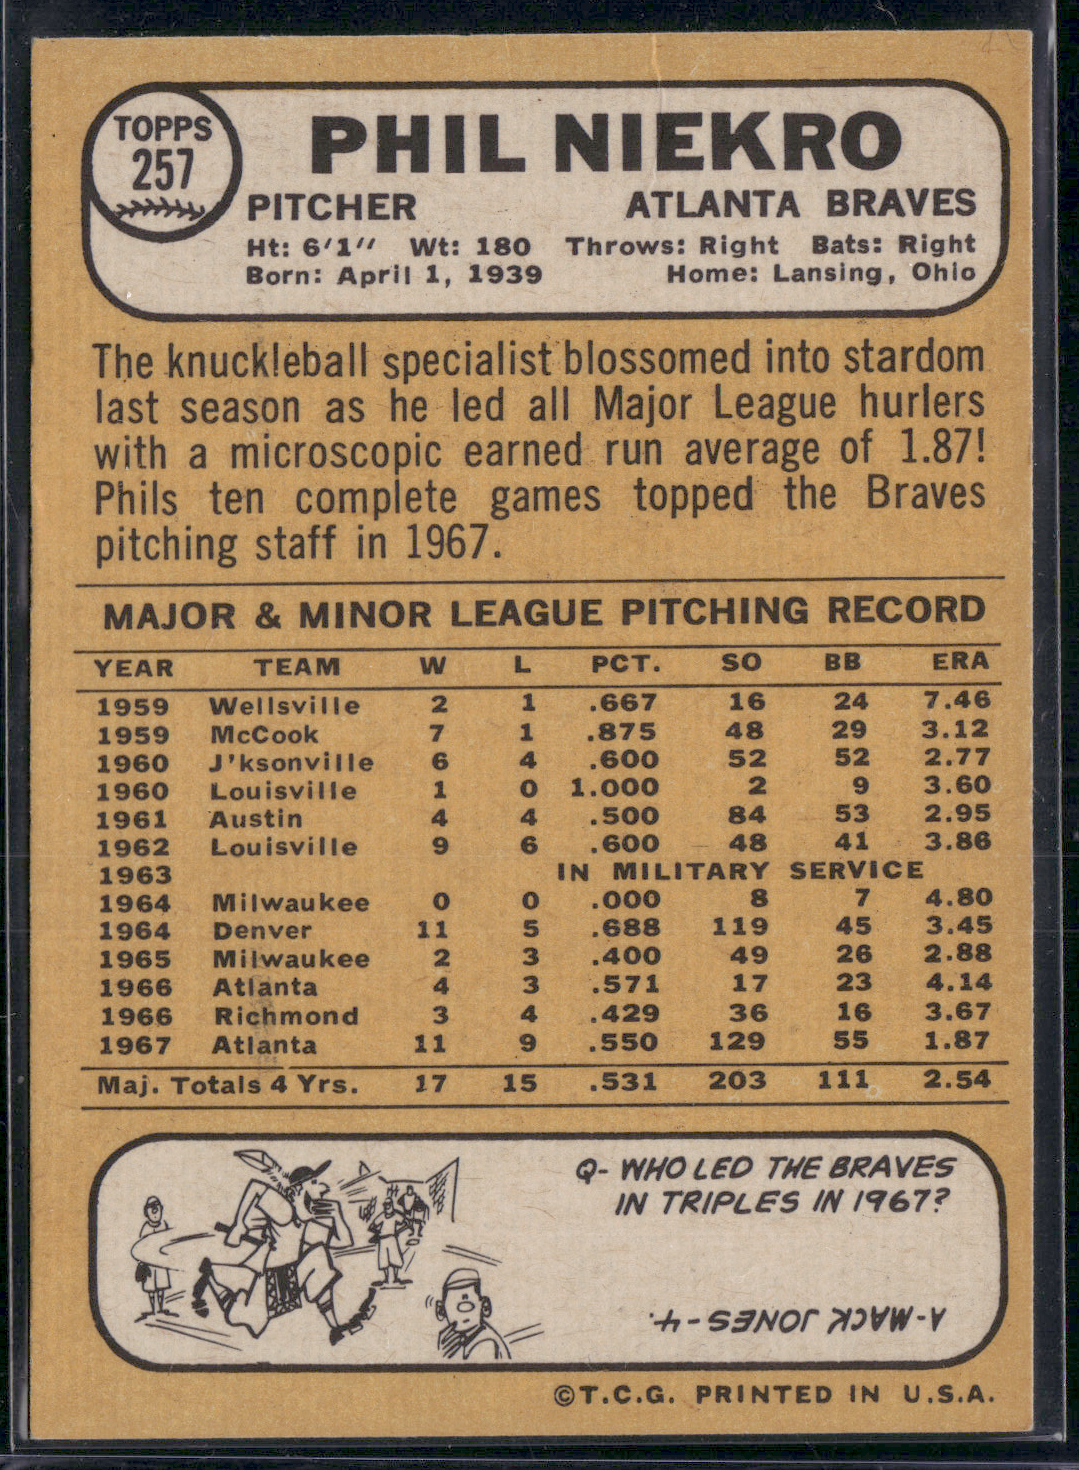 TOPPS
257
PHIL NIEKRO
PITCHER ATLANTA BRAVES
Ht: 6'1" Wt: 180 Throws: Right Bats: Right
Born: April 1, 1939 Home: Lansing, Ohio
The knuckleball specialist blossomed into stardom
last season as he led all Major League hurlers
with a microscopic earned run average of 1.87!
Phils ten complete games topped the Braves
pitching staff in 1967.
MAJOR & MINOR LEAGUE PITCHING RECORD
YEAR TEAM W L PCT. SO BB ERA
1959 Wellsville 2 1 .667 16 24 7.46
1959 McCook 7 1 .875 48 29 3.12
1960 J'ksonville 6 4 .600 52 52 2.77
1960 Louisville 1 0 1.000 2 9 3.60
1961 Austin 4 4 .500 84 53 2.95
1962 Louisville 9 6 .600 48 41 3.86
1963 IN MILITARY SERVICE
1964 Milwaukee 0 0 .000 8 7 4.80
1964 Denver 11 5 .688 119 45 3.45
1965 Milwaukee 2 3 .400 49 26 2.88
1966 Atlanta 4 3 .571 17 23 4.14
1966 Richmond 3 4 .429 36 16 3.67
1967 Atlanta 11 9 .550 129 55 1.87
Maj. Totals 4 Yrs. 17 15 .531 203 111 2.54
Q- WHO LED THE BRAVES
IN TRIPLES IN 1967?
A-MACK JONES-4.
©T.C.G. PRINTED IN U.S.A.